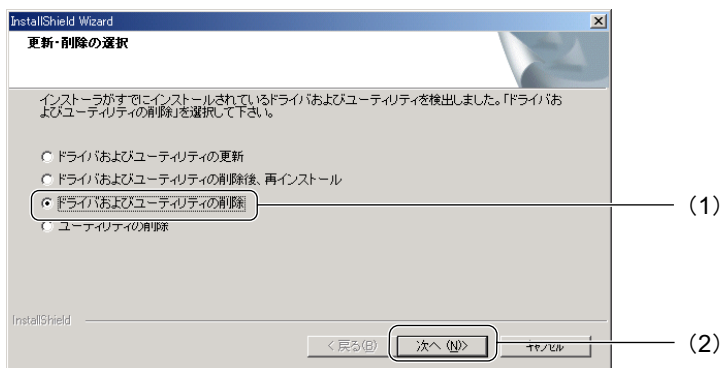 InstallShield Wizard
更新・削除の選択
インストーラがすでにインストールされているドライバおよびユーティリティを検出しました。「ドライバお
よびユーティリティの削除」を選択して下さい。
ドライバおよびユーティリティの更新
ドライバおよびユーティリティの削除後、再インストール
ドライバおよびユーティリティの削除
(1)
ユーティリティの削除
InstallShield
< 戻る(B)
次へ (N)>
キャンセル
(2)